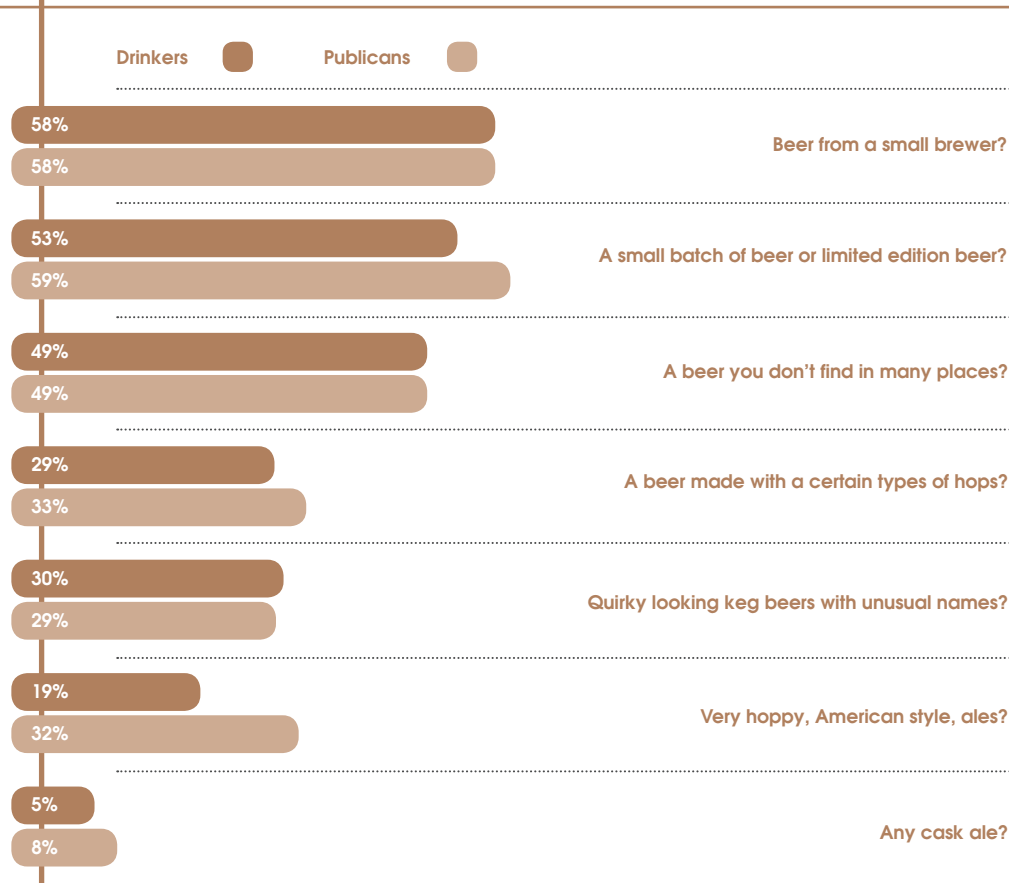 Drinkers Publicans
58%
58%
Beer from a small brewer?
53%
59%
A small batch of beer or limited edition beer?
49%
49%
A beer you don’t find in many places?
29%
33%
A beer made with a certain types of hops?
30%
29%
Quirky looking keg beers with unusual names?
19%
32%
Very hoppy, American style, ales?
5%
8%
Any cask ale?